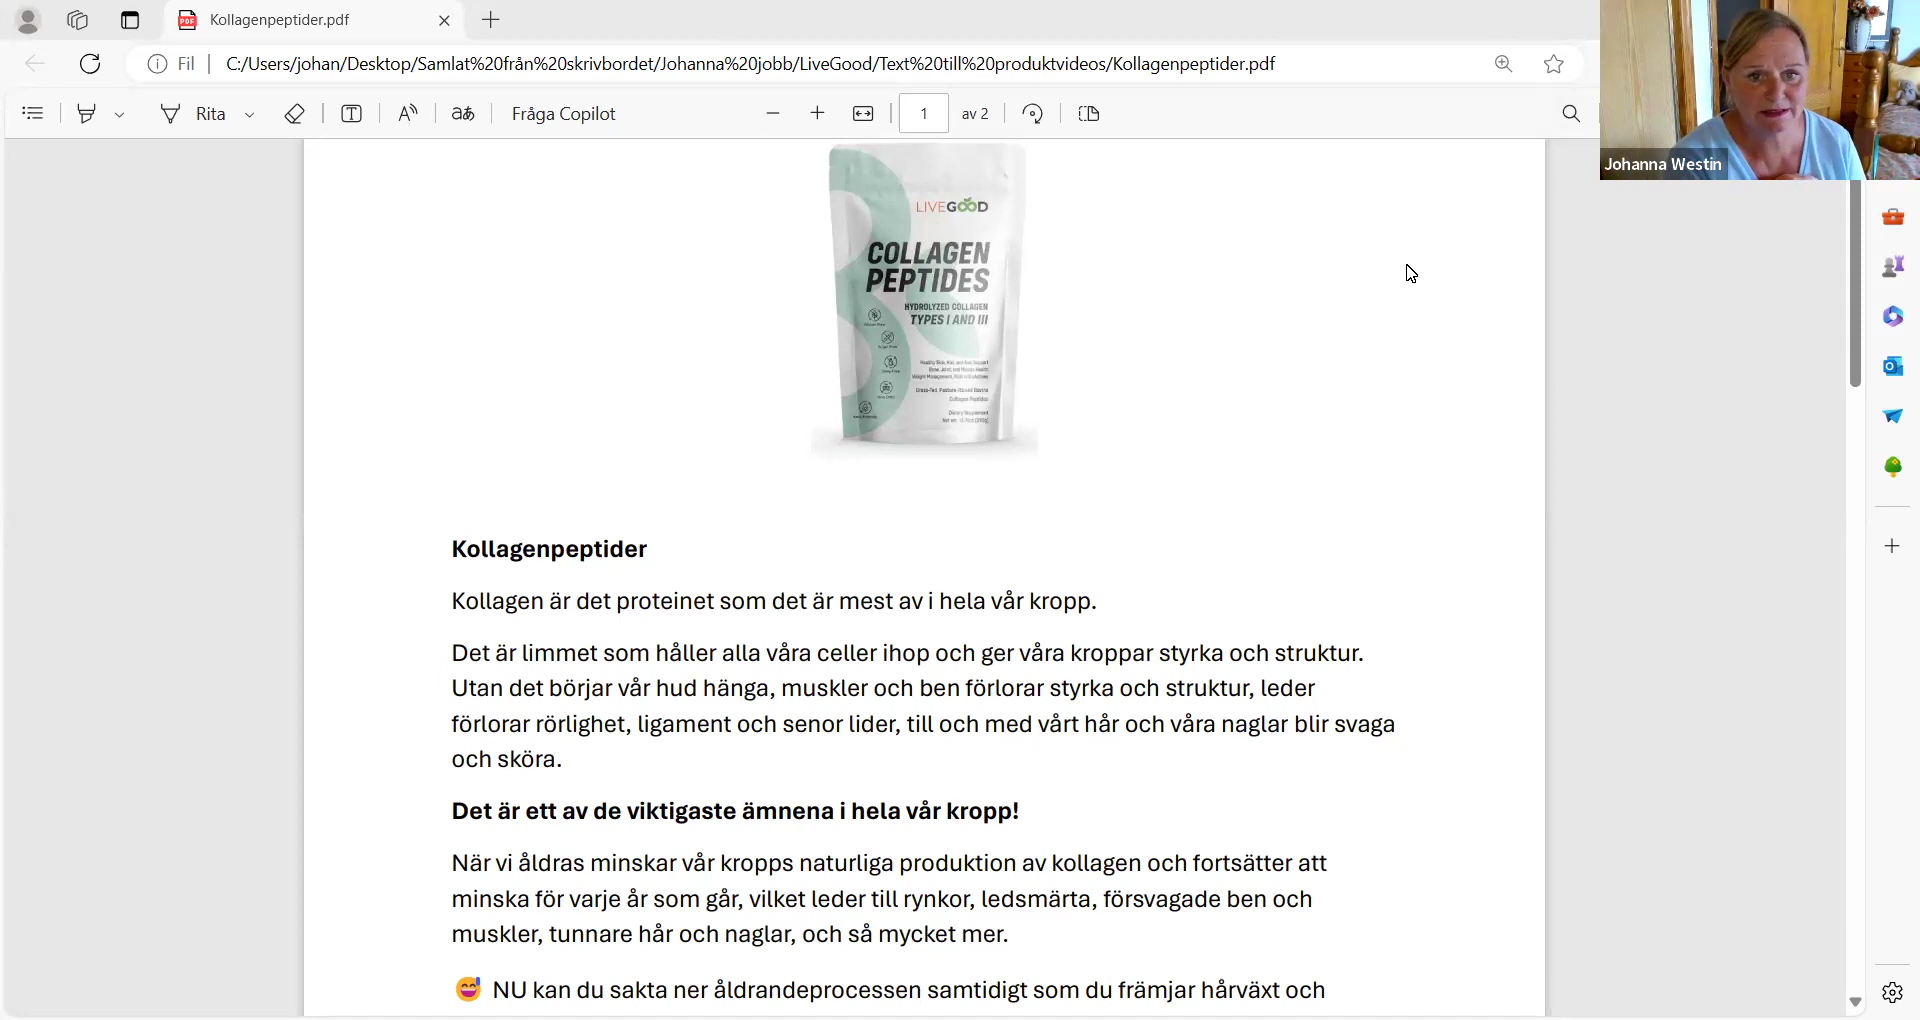 Kollagenpeptider.pdf
Fil
C:/Users/johan/Desktop/Samlat%20från%20skrivbordet/Johanna%20jobb/LiveGood/Text%20till%20produktvideos/Kollagenpeptider.pdf
Rita
Fråga Copilot
1
av 2
Johanna Westin
LIVEGOOD
COLLAGEN
PEPTIDES
HYDROLYZED COLLAGEN
TYPES I AND III
Collagen Peptides
Dietary Supplement
Kollagenpeptider
Kollagen är det proteinet som det är mest av i hela vår kropp.
Det är limmet som håller alla våra celler ihop och ger våra kroppar styrka och struktur.
Utan det börjar vår hud hänga, muskler och ben förlorar styrka och struktur, leder
förlorar rörlighet, ligament och senor lider, till och med vårt hår och våra naglar blir svaga
och sköra.
Det är ett av de viktigaste ämnena i hela vår kropp!
När vi åldras minskar vår kropps naturliga produktion av kollagen och fortsätter att
minska för varje år som går, vilket leder till rynkor, ledsmärta, försvagade ben och
muskler, tunnare hår och naglar, och så mycket mer.
😅 NU kan du sakta ner åldrandeprocessen samtidigt som du främjar hårväxt och